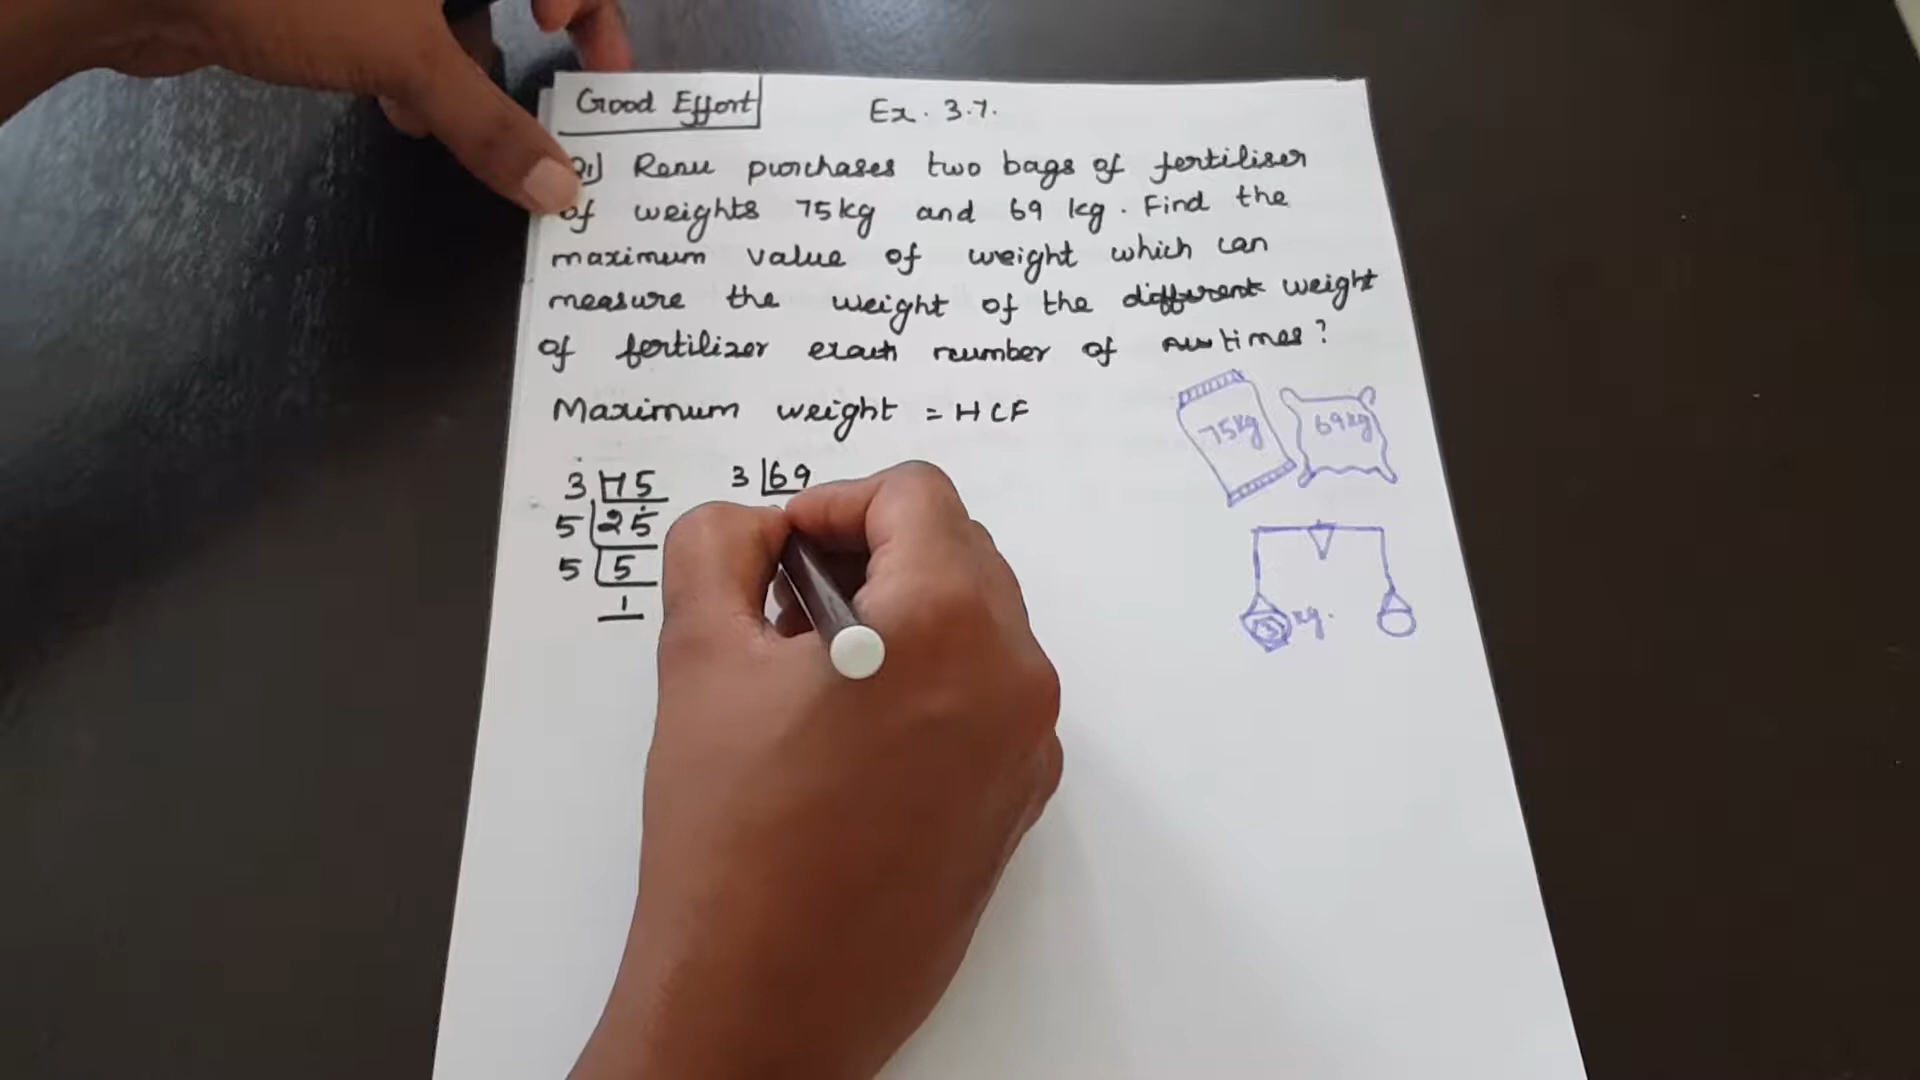 Good Effort
Ex. 3.7.
Q1) Renu purchases two bags of fertiliser
of weights 75kg and 69 kg. Find the
maximum value of weight which can
measure the weight of the different weight
of fertilizer exact number of times?
Maximum weight = HCF
75kg
69kg
3 75
5 25
5 5
1
3 69
3 kg.